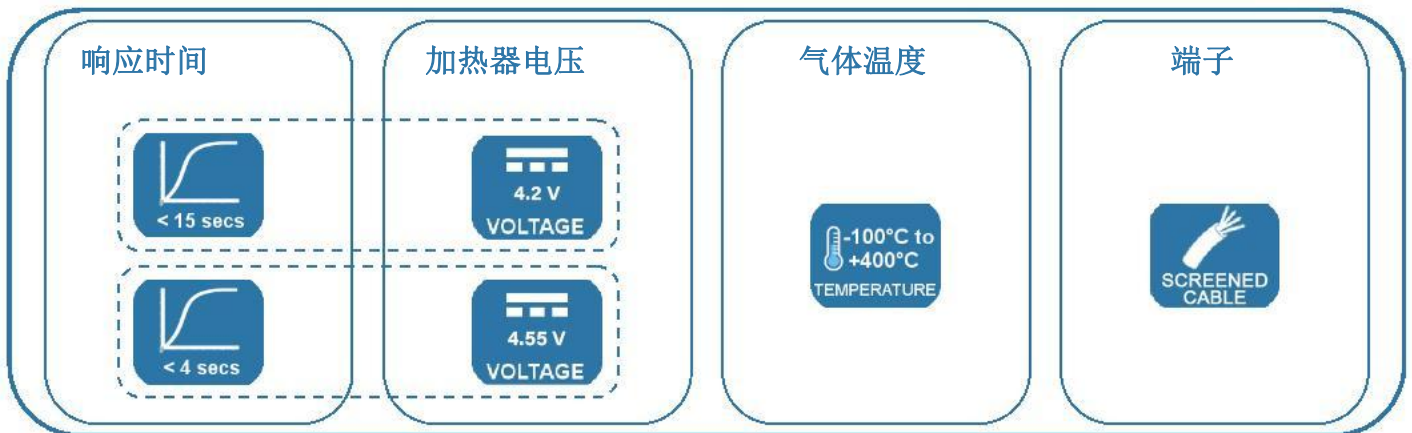 响应时间
加热器电压
气体温度
端子
< 15 secs
4.2 V
VOLTAGE
< 4 secs
4.55 V
VOLTAGE
-100°C to
+400°C
TEMPERATURE
SCREENED
CABLE